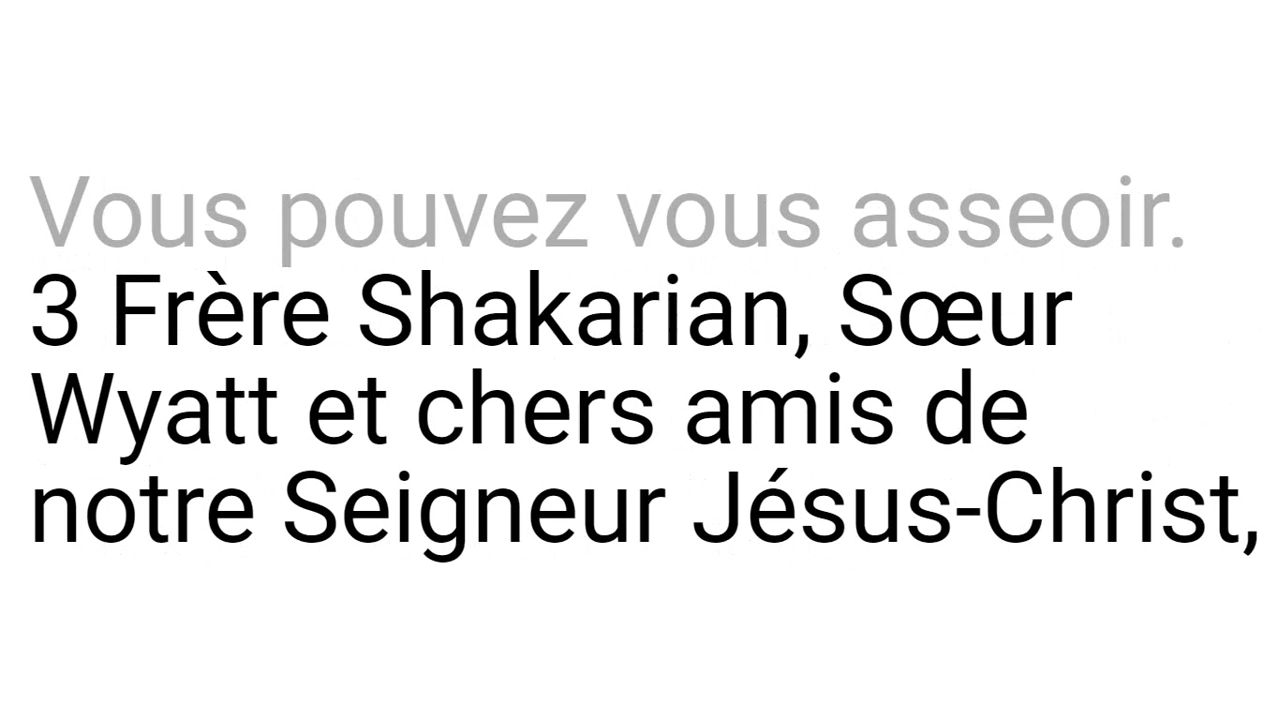 Vous pouvez vous asseoir.
3 Frère Shakarian, Sœur
Wyatt et chers amis de
notre Seigneur Jésus-Christ,